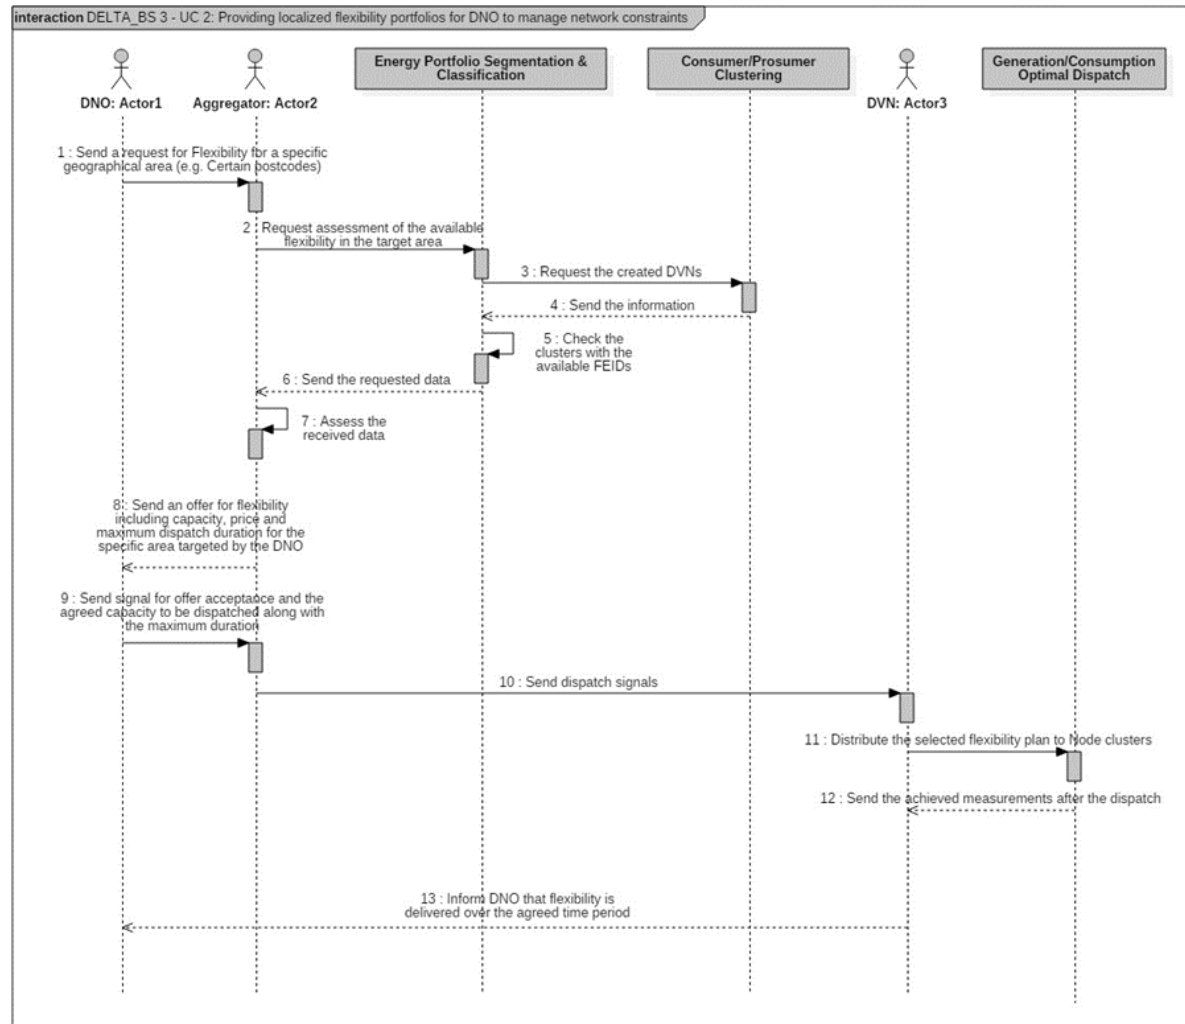 interaction DELTA_BS 3 - UC 2: Providing localized flexibility portfolios for DNO to manage network constraints
DNO: Actor1
Aggregator: Actor2
Energy Portfolio Segmentation &
Classification
Consumer/Prosumer
Clustering
DVN: Actor3
Generation/Consumption
Optimal Dispatch
1 : Send a request for Flexibility for a specific
geographical area (e.g. Certain postcodes)
2 : Request assessment of the available
flexibility in the target area
3 : Request the created DVNs
4 : Send the information
5 : Check the
clusters with the
available FEIDs
6 : Send the requested data
7 : Assess the
received data
8 : Send an offer for flexibility
including capacity, price and
maximum dispatch duration for the
specific area targeted by the DNO
9 : Send signal for offer acceptance and the
agreed capacity to be dispatched along with
the maximum duration
10 : Send dispatch signals
11 : Distribute the selected flexibility plan to Node clusters
12 : Send the achieved measurements after the dispatch
13 : Inform DNO that flexibility is
delivered over the agreed time period